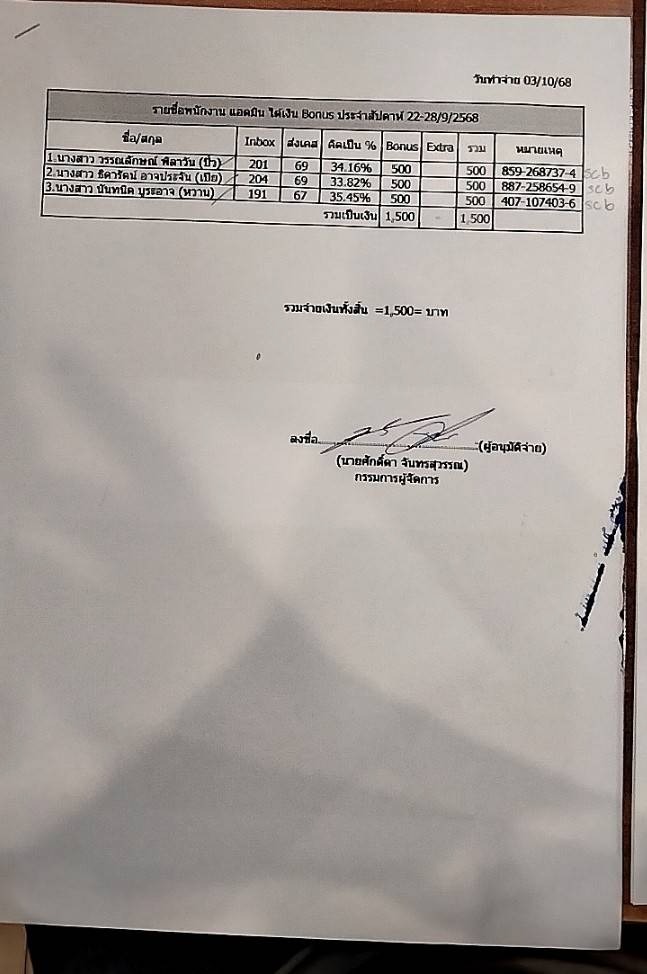 วันทำจ่าย 03/10/68
รายชื่อพนักงาน แอดมิน ได้เงิน Bonus ประจำสัปดาห์ 22-28/9/2568
ชื่อ/สกุล Inbox ส่งเคส คิดเป็น % Bonus Extra รวม หมายเหตุ
1.นางสาว วรรณลักษณ์ พิลาวัน (บิ๋ว) 201 69 34.16% 500 500 859-268737-4 scb
2.นางสาว ธิดารัตน์ อาจประจัน (เปีย) 204 69 33.82% 500 500 887-258654-9 scb
3.นางสาว นันทนิด บุระอาจ (หวาน) 191 67 35.45% 500 500 407-107403-6 scb
รวมเป็นเงิน 1,500 - 1,500
รวมจ่ายเงินทั้งสิ้น =1,500= บาท
ลงชื่อ (ผู้อนุมัติจ่าย)
(นายศักดิ์ดา จันทรสุวรรณ)
กรรมการผู้จัดการ